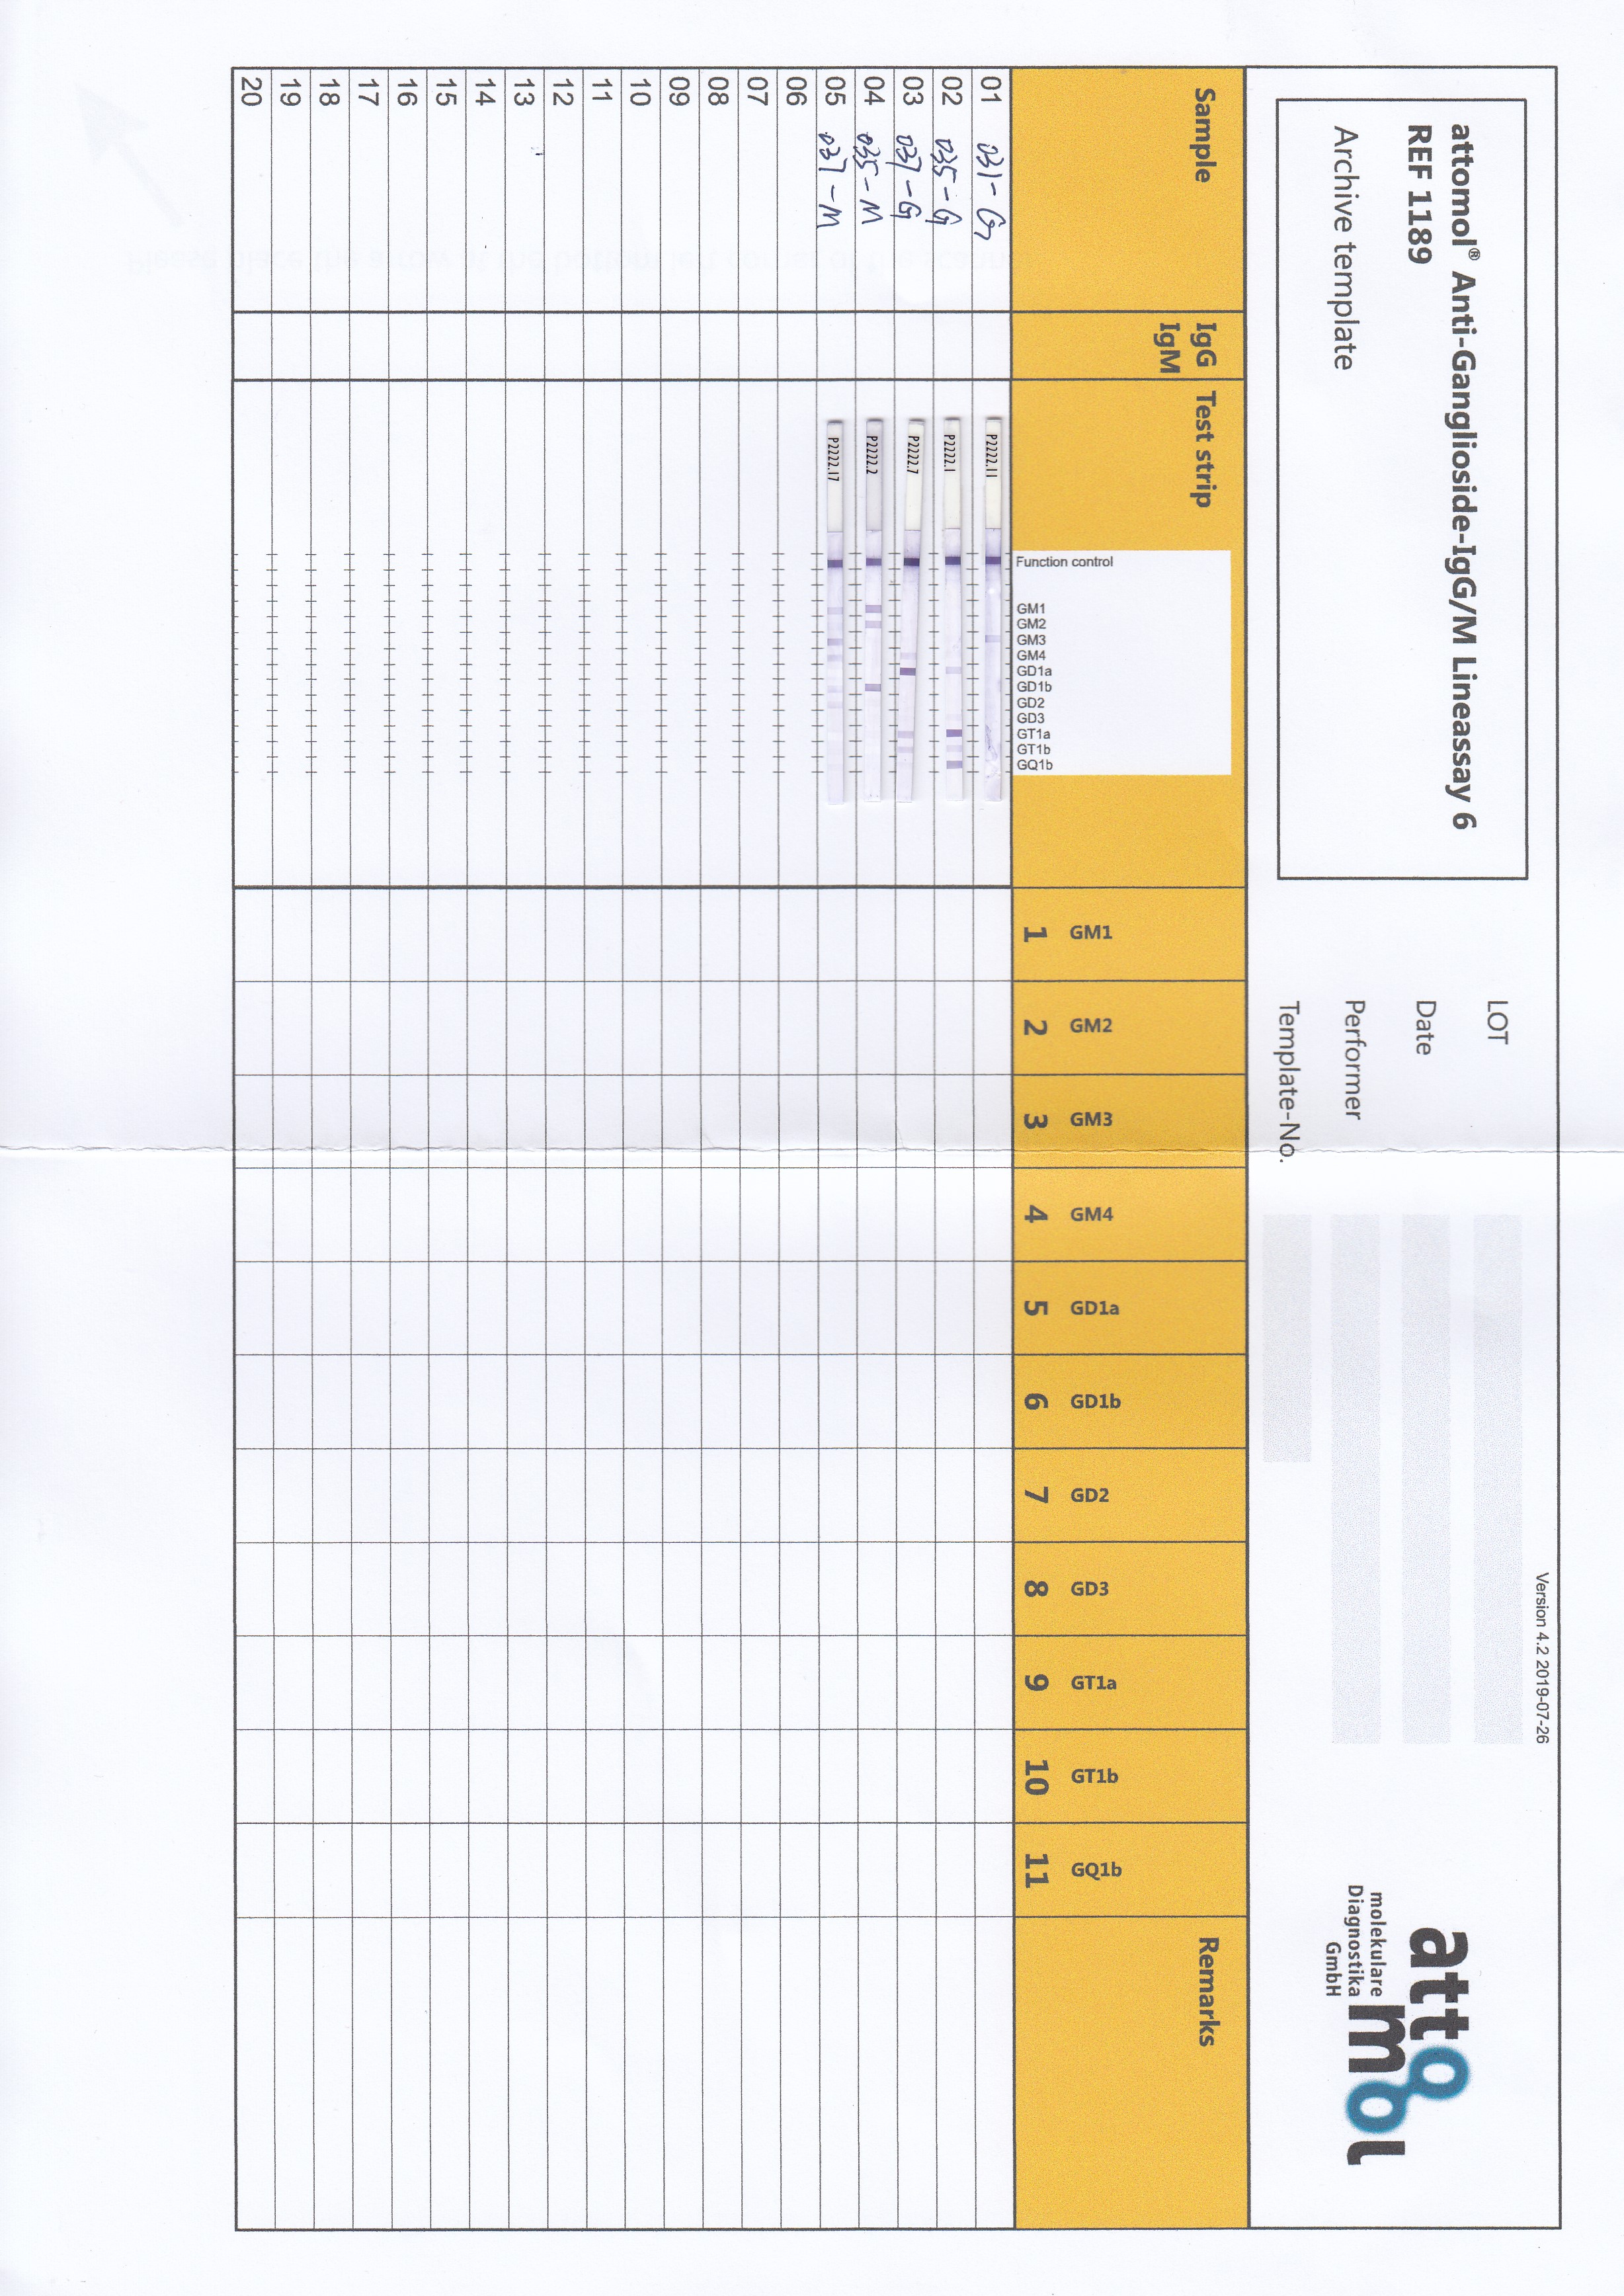 Version 4.2 2019-07-26
attomol® Anti-Ganglioside-IgG/M Lineassay 6
REF 1189
Archive template
LOT
Date
Performer
Template-No.
atto
mol
molekulare
Diagnostika
GmbH
Sample
IgG
IgM
Test strip
Function control
GM1
GM2
GM3
GM4
GD1a
GD1b
GD2
GD3
GT1a
GT1b
GQ1b
GM1
GM2
GM3
GM4
GD1a
GD1b
GD2
GD3
GT1a
GT1b
GQ1b
1 2 3 4 5 6 7 8 9 10 11
Remarks
01 031-G P2222.11
02 035-G P2222.1
03 037-G P2222.7
04 035-M P2222.2
05 037-M P2222.17
06
07
08
09
10
11
12
13
14
15
16
17
18
19
20